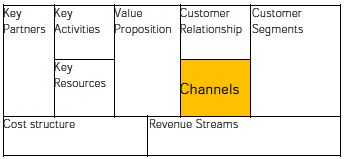 Key Partners
Key Activities
Value Proposition
Customer Relationship
Customer Segments
Key Resources
Channels
Cost structure
Revenue Streams